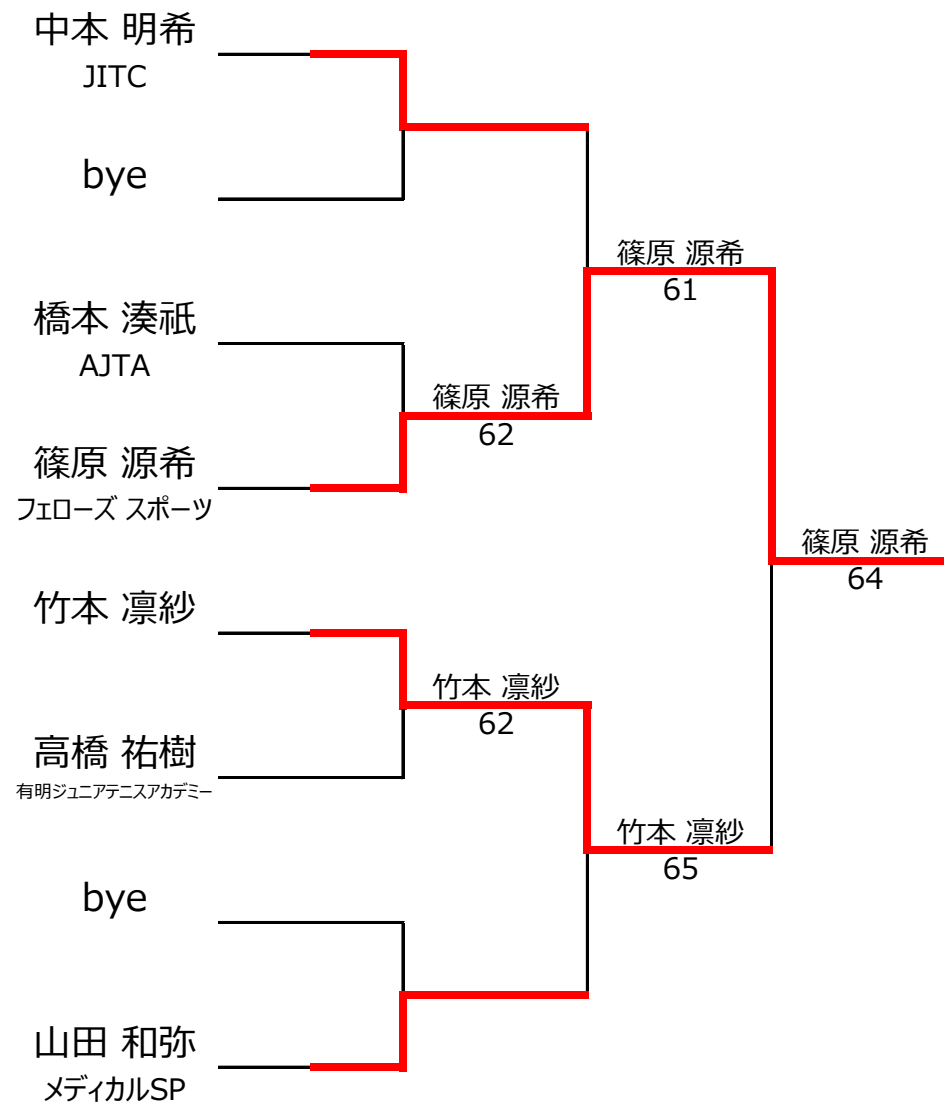 中本 明希
JITC
bye
橋本 湊祇
AJTA
篠原 源希
フェローズ スポーツ
竹本 凛紗
高橋 祐樹
有明ジュニアテニスアカデミー
bye
山田 和弥
メディカルSP
篠原 源希
62
竹本 凛紗
62
篠原 源希
61
竹本 凛紗
65
篠原 源希
64